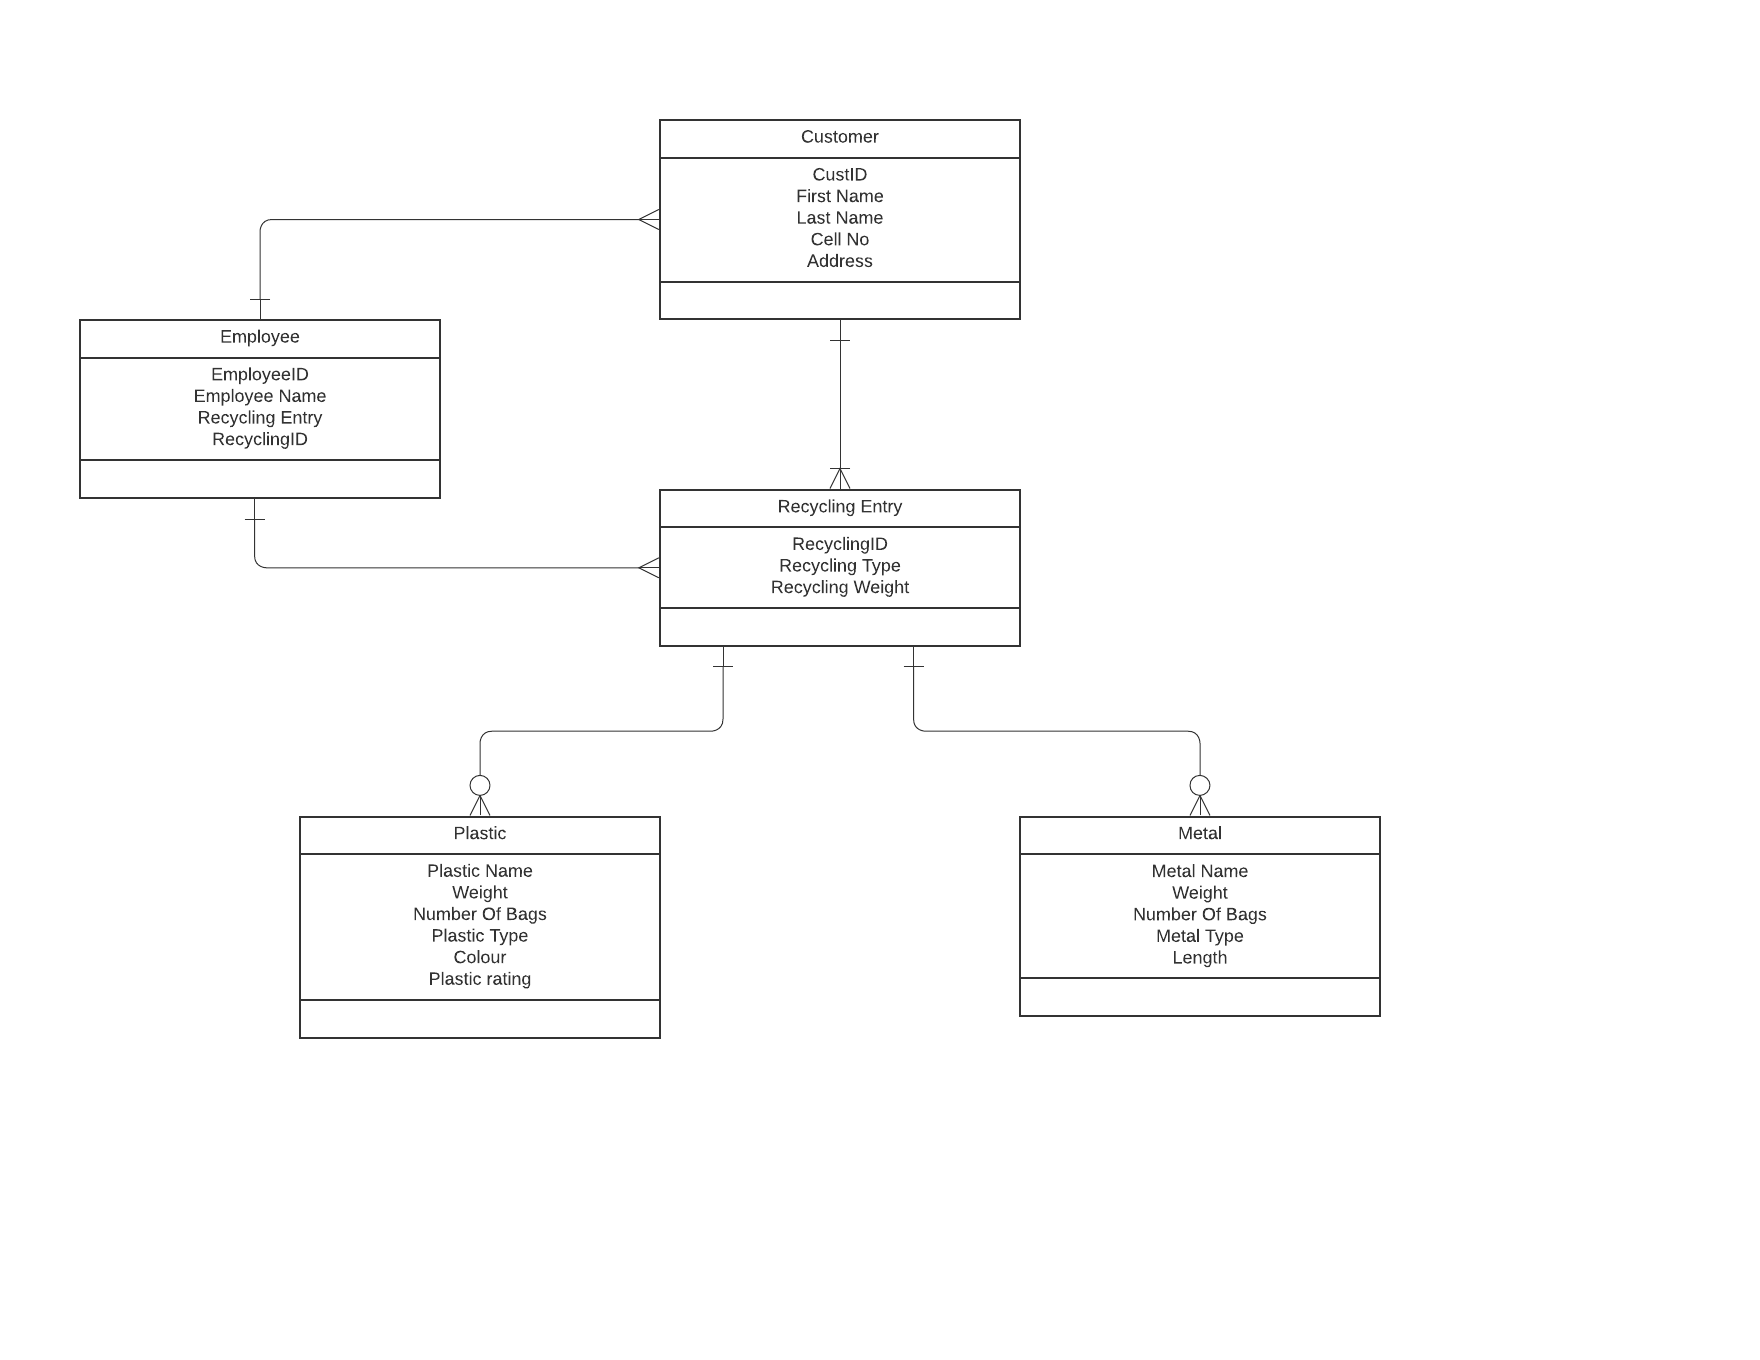 Customer
CustID
First Name
Last Name
Cell No
Address
Employee
EmployeeID
Employee Name
Recycling Entry
RecyclingID
Recycling Entry
RecyclingID
Recycling Type
Recycling Weight
Plastic
Plastic Name
Weight
Number Of Bags
Plastic Type
Colour
Plastic rating
Metal
Metal Name
Weight
Number Of Bags
Metal Type
Length